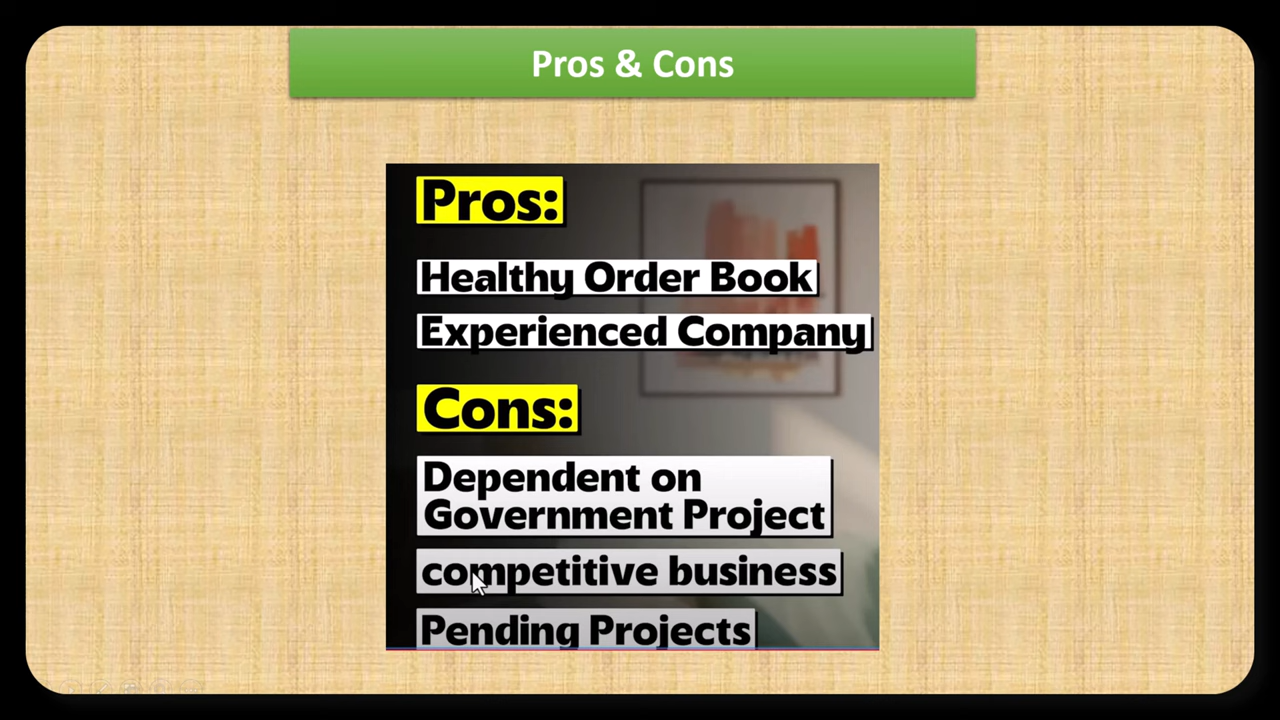 Pros & Cons
Pros:
Healthy Order Book
Experienced Company
Cons:
Dependent on
Government Project
competitive business
Pending Projects